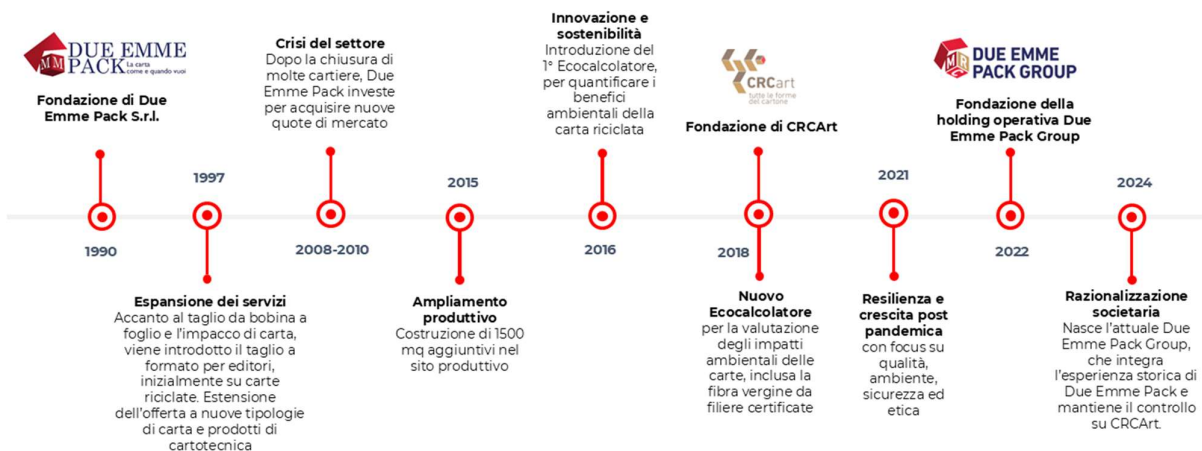 DUE EMME
PACK
La carta
come e quando vuoi
MM
Fondazione di Due
Emme Pack S.r.l.
1990
1997
Espansione dei servizi
Accanto al taglio da bobina a
foglio e l'impacco di carta,
viene introdotto il taglio a
formato per editori,
inizialmente su carte
riciclate. Estensione
dell'offerta a nuove tipologie
di carta e prodotti di
cartotecnica
Crisi del settore
Dopo la chiusura di
molte cartiere, Due
Emme Pack investe
per acquisire nuove
quote di mercato
2008-2010
2015
Ampliamento
produttivo
Costruzione di 1500
mq aggiuntivi nel
sito produttivo
Innovazione e
sostenibilità
Introduzione del
1° Ecocalcolatore,
per quantificare i
benefici
ambientali della
carta riciclata
2016
CRCart
tutte le forme
del cartone
Fondazione di CRCArt
2018
Nuovo
Ecocalcolatore
per la valutazione
degli impatti
ambientali delle
carte, inclusa la
fibra vergine da
filiere certificate
2021
Resilienza e
crescita post
pandemica
con focus su
qualità,
ambiente,
sicurezza ed
etica
DUE EMME
PACK GROUP
Fondazione della
holding operativa Due
Emme Pack Group
2022
2024
Razionalizzazione
societaria
Nasce l'attuale Due
Emme Pack Group,
che integra
l'esperienza storica di
Due Emme Pack e
mantiene il controllo
su CRCArt.